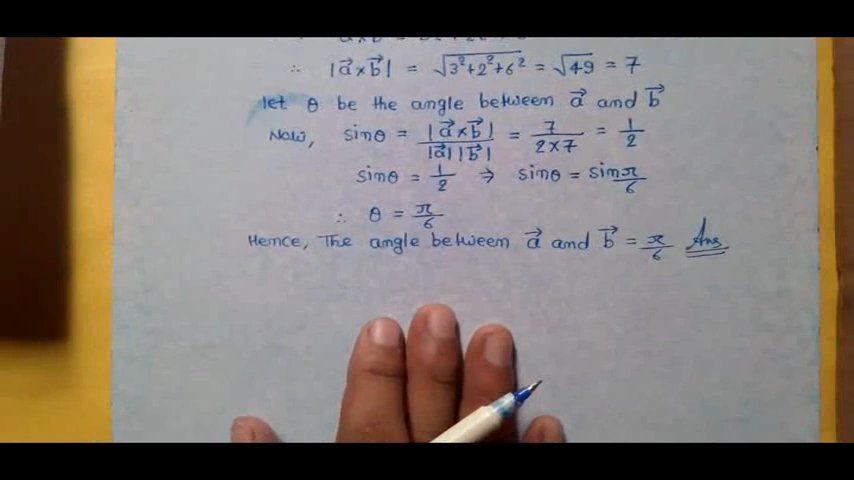 ∴ |a⃗×b⃗| = √3²+2²+6² = √49 = 7
let θ be the angle between a⃗ and b⃗
Now, sinθ = |a⃗×b⃗| / |a⃗||b⃗| = 7 / 2×7 = 1/2
sinθ = 1/2 ⇒ sinθ = sin π/6
∴ θ = π/6
Hence, The angle between a⃗ and b⃗ = π/6 Ans